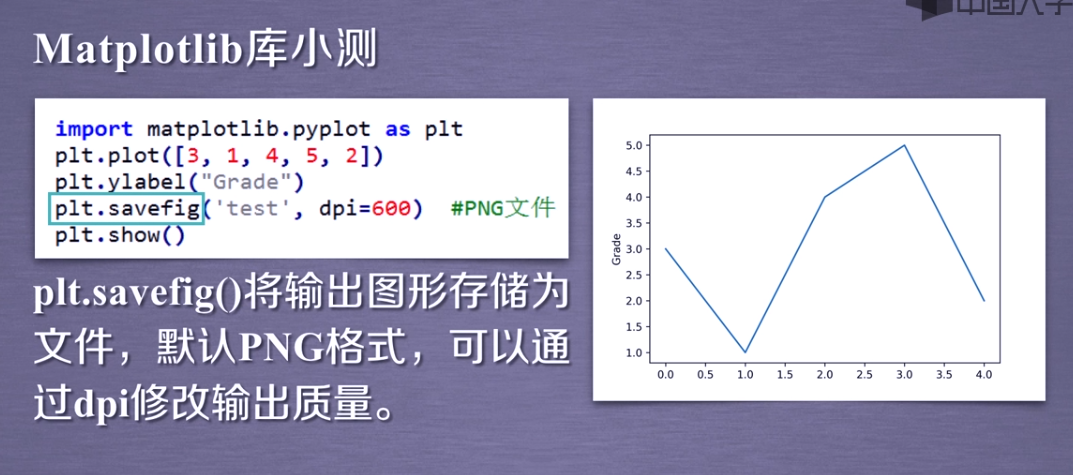 中国大学
Matplotlib库小测
import matplotlib.pyplot as plt
plt.plot([3, 1, 4, 5, 2])
plt.ylabel("Grade")
plt.savefig('test', dpi=600)  #PNG文件
plt.show()
plt.savefig()将输出图形存储为
文件，默认PNG格式，可以通
过dpi修改输出质量。
5.0
4.5
4.0
3.5
3.0
2.5
2.0
1.5
1.0
Grade
0.0 0.5 1.0 1.5 2.0 2.5 3.0 3.5 4.0